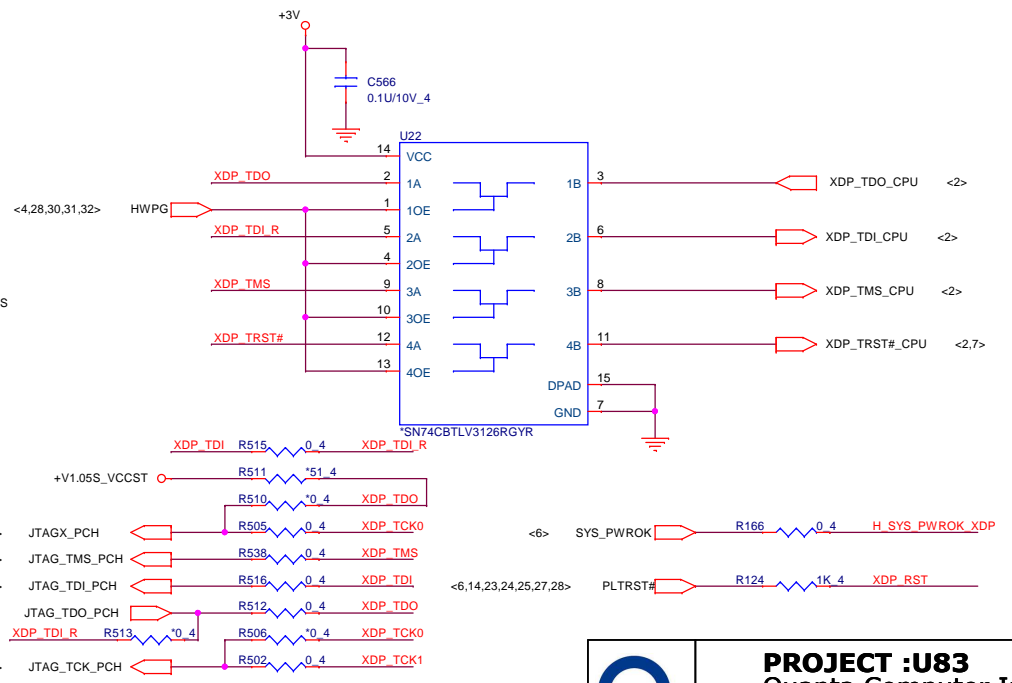 +3V
C566
0.1U/10V_4
U22
14 VCC
XDP_TDO 2 1A 1B 3 XDP_TDO_CPU <2>
<4,28,30,31,32> HWPG 1 1OE
XDP_TDI_R 5 2A 2B 6 XDP_TDI_CPU <2>
4 2OE
XDP_TMS 9 3A 3B 8 XDP_TMS_CPU <2>
S
10 3OE
XDP_TRST# 12 4A 4B 11 XDP_TRST#_CPU <2,7>
13 4OE
DPAD 15
GND 7
*SN74CBTLV3126RGYR
XDP_TDI R515 0_4 XDP_TDI_R
+V1.05S_VCCST R511 *51_4
R510 *0_4 XDP_TDO
JTAGX_PCH R505 0_4 XDP_TCK0
<6> SYS_PWROK R166 0_4 H_SYS_PWROK_XDP
JTAG_TMS_PCH R538 0_4 XDP_TMS
JTAG_TDI_PCH R516 0_4 XDP_TDI
<6,14,23,24,25,27,28> PLTRST# R124 1K_4 XDP_RST
JTAG_TDO_PCH R512 0_4 XDP_TDO
XDP_TDI_R R513 *0_4
R506 *0_4 XDP_TCK0
JTAG_TCK_PCH R502 0_4 XDP_TCK1
PROJECT :U83
Quanta Computer In